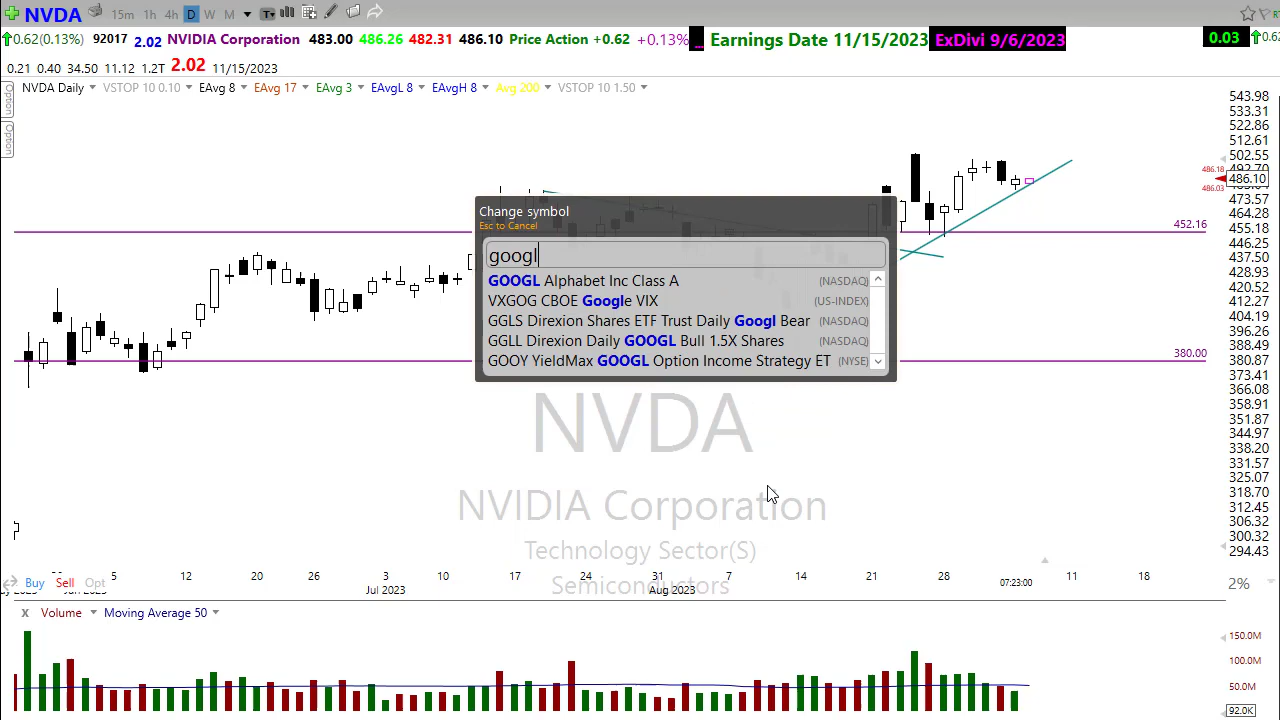 NVDA 15m 1h 4h D W M T
0.62(0.13%) 92017 2.02 NVIDIA Corporation 483.00 486.26 482.31 486.10 Price Action +0.62 +0.13% ... Earnings Date 11/15/2023 ExDivi 9/6/2023 0.03
0.21 0.40 34.50 11.12 1.2T 2.02 11/15/2023
Option
Option
NVDA Daily VSTOP 10 0.10 EAvg 8 EAvg 17 EAvg 3 EAvgL 8 EAvgH 8 Avg 200 VSTOP 10 1.50
543.98
533.31
522.86
512.61
502.55
486.18
486.10
486.03
473.57
464.28
452.16
455.18
446.25
437.50
428.93
420.52
412.27
404.19
396.26
388.49
380.00
380.87
373.41
366.08
358.91
351.87
344.97
338.20
331.57
325.07
318.70
312.45
306.32
300.32
294.43
Change symbol
Esc to Cancel
googl
GOOGL Alphabet Inc Class A (NASDAQ)
VXGOG CBOE Google VIX (US-INDEX)
GGLS Direxion Shares ETF Trust Daily Googl Bear (NASDAQ)
GGLL Direxion Daily GOOGL Bull 1.5X Shares (NASDAQ)
GOOY YieldMax GOOGL Option Income Strategy ET (NYSE)
NVDA
NVIDIA Corporation
Technology Sector(S)
Semiconductors
Buy Sell Opt
5 12 20 26 3 10 17 24 31 7 14 21 28 07:23:00 11 18 2%
Jul 2023 Aug 2023
X Volume Moving Average 50
150.0M
100.0M
50.0M
92.0K